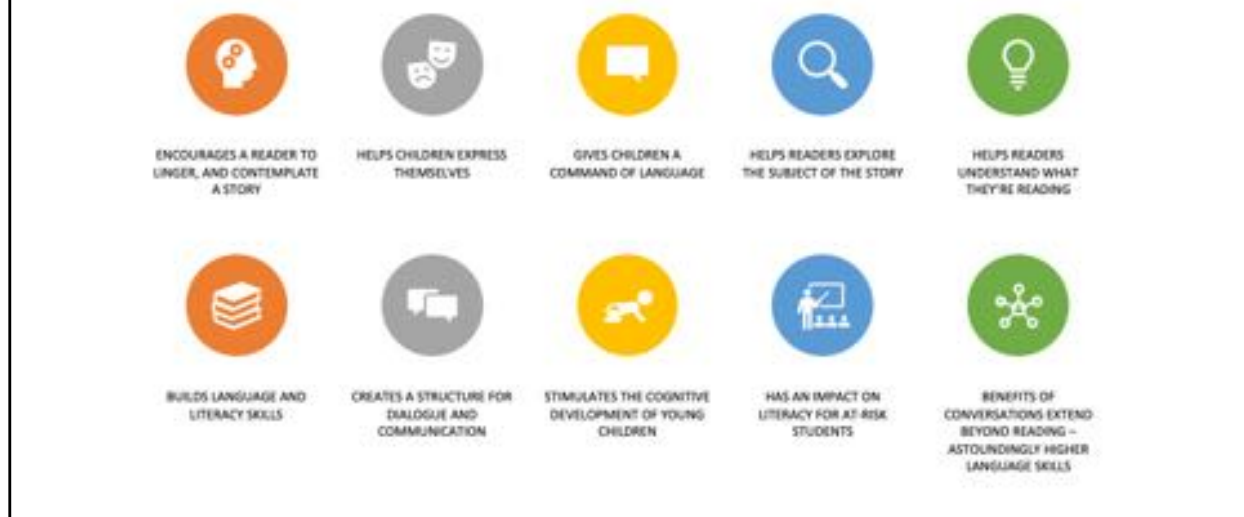 ENCOURAGES A READER TO
LINGER, AND CONTEMPLATE
A STORY
HELPS CHILDREN EXPRESS
THEMSELVES
GIVES CHILDREN A
COMMAND OF LANGUAGE
HELPS READERS EXPLORE
THE SUBJECT OF THE STORY
HELPS READERS
UNDERSTAND WHAT
THEY'RE READING
BUILDS LANGUAGE AND
LITERACY SKILLS
CREATES A STRUCTURE FOR
DIALOGUE AND
COMMUNICATION
STIMULATES THE COGNITIVE
DEVELOPMENT OF YOUNG
CHILDREN
HAS AN IMPACT ON
LITERACY FOR AT-RISK
STUDENTS
BENEFITS OF
CONVERSATIONS EXTEND
BEYOND READING –
ASTOUNDINGLY HIGHER
LANGUAGE SKILLS